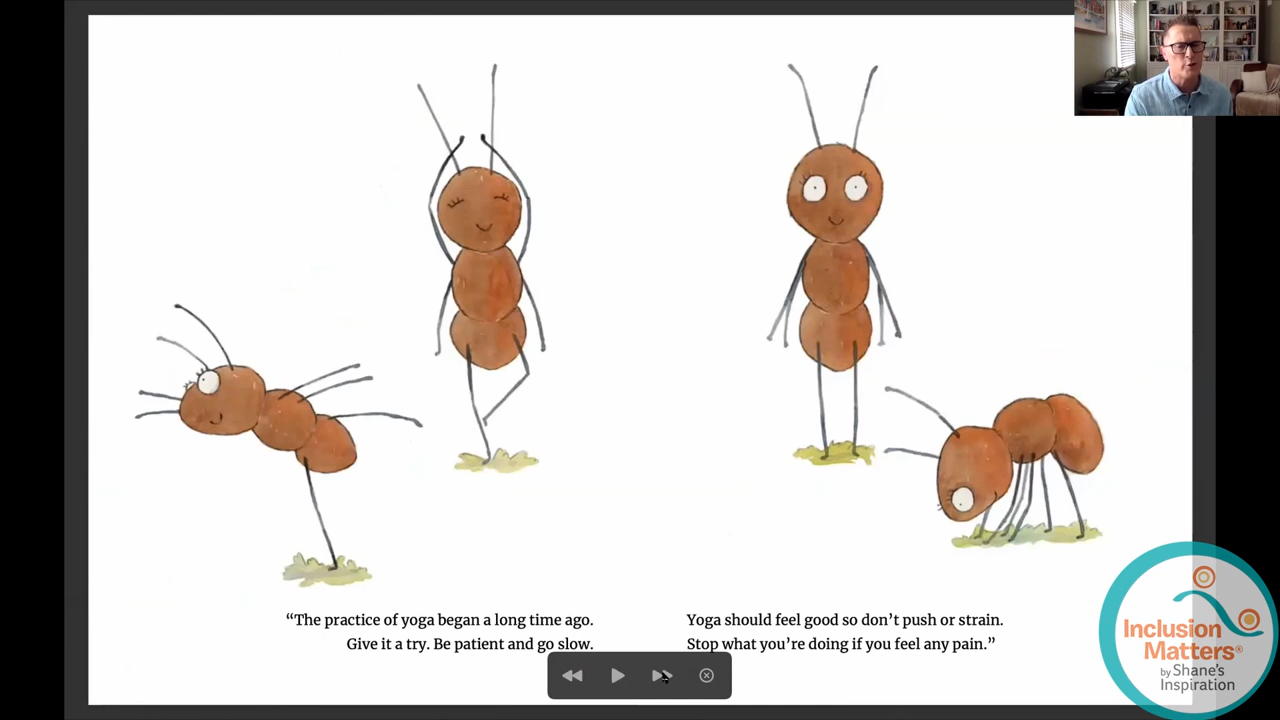 “The practice of yoga began a long time ago.
Give it a try. Be patient and go slow.
Yoga should feel good so don’t push or strain.
Stop what you’re doing if you feel any pain.”
Inclusion
Matters®
by Shane's
Inspiration